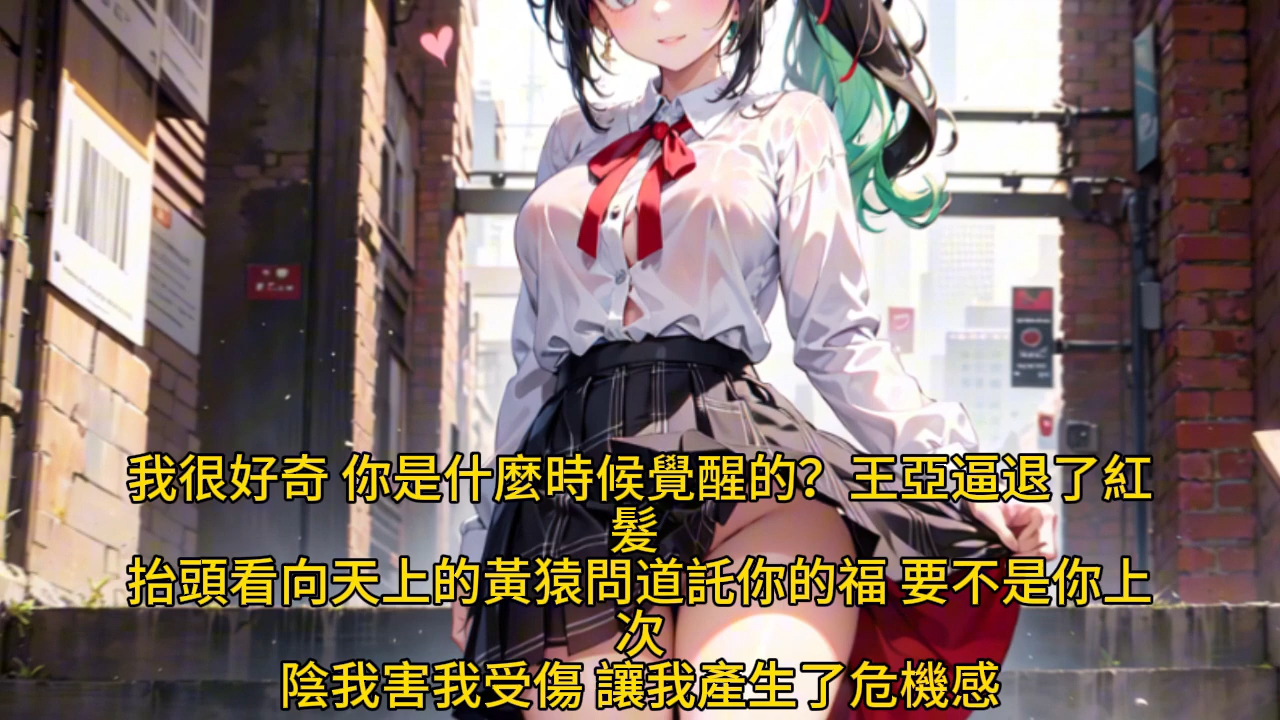 我很好奇 你是什麼時候覺醒的？王亞逼退了紅
髮
抬頭看向天上的黃猿問道託你的福 要不是你上
次
陰我害我受傷 讓我產生了危機感